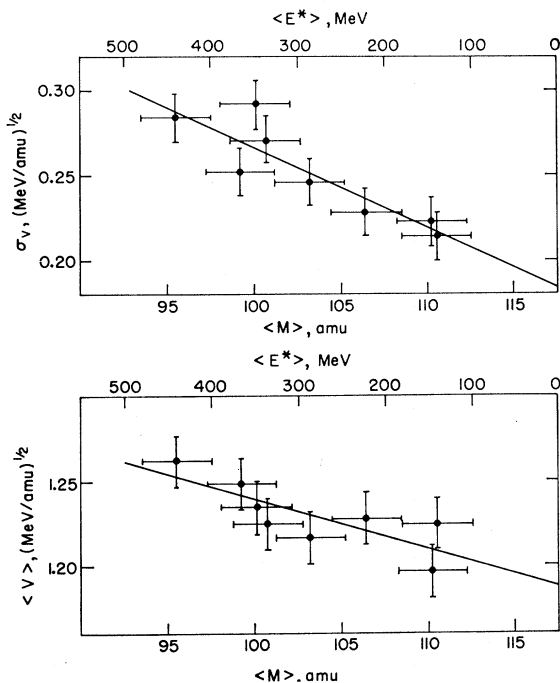 <E*>, MeV
500 400 300 200 100 0
0.30
0.25
0.20
σV, (MeV/amu)1/2
95 100 105 110 115
<M>, amu
<E*>, MeV
500 400 300 200 100 0
1.25
1.20
<V>, (MeV/amu)1/2
95 100 105 110 115
<M>, amu